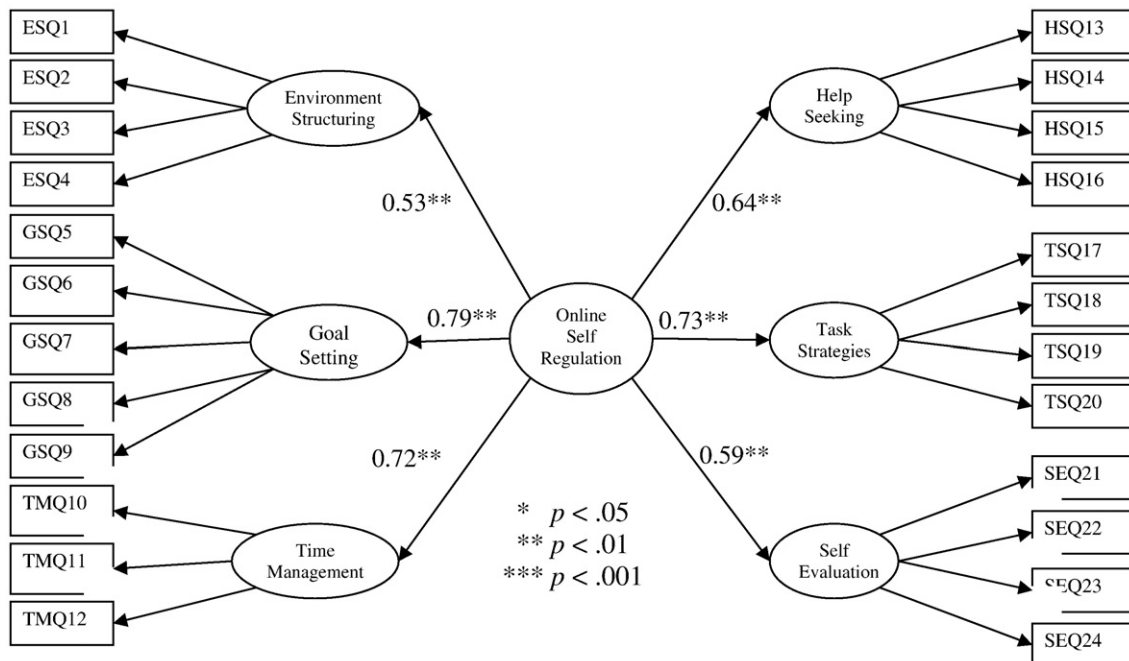 ESQ1
ESQ2
ESQ3
ESQ4
GSQ5
GSQ6
GSQ7
GSQ8
GSQ9
TMQ10
TMQ11
TMQ12
Environment
Structuring
Goal
Setting
Time
Management
0.53**
0.79**
0.72**
Online
Self
Regulation
0.64**
0.73**
0.59**
* p < .05
** p < .01
*** p < .001
Help
Seeking
Task
Strategies
Self
Evaluation
HSQ13
HSQ14
HSQ15
HSQ16
TSQ17
TSQ18
TSQ19
TSQ20
SEQ21
SEQ22
SEQ23
SEQ24